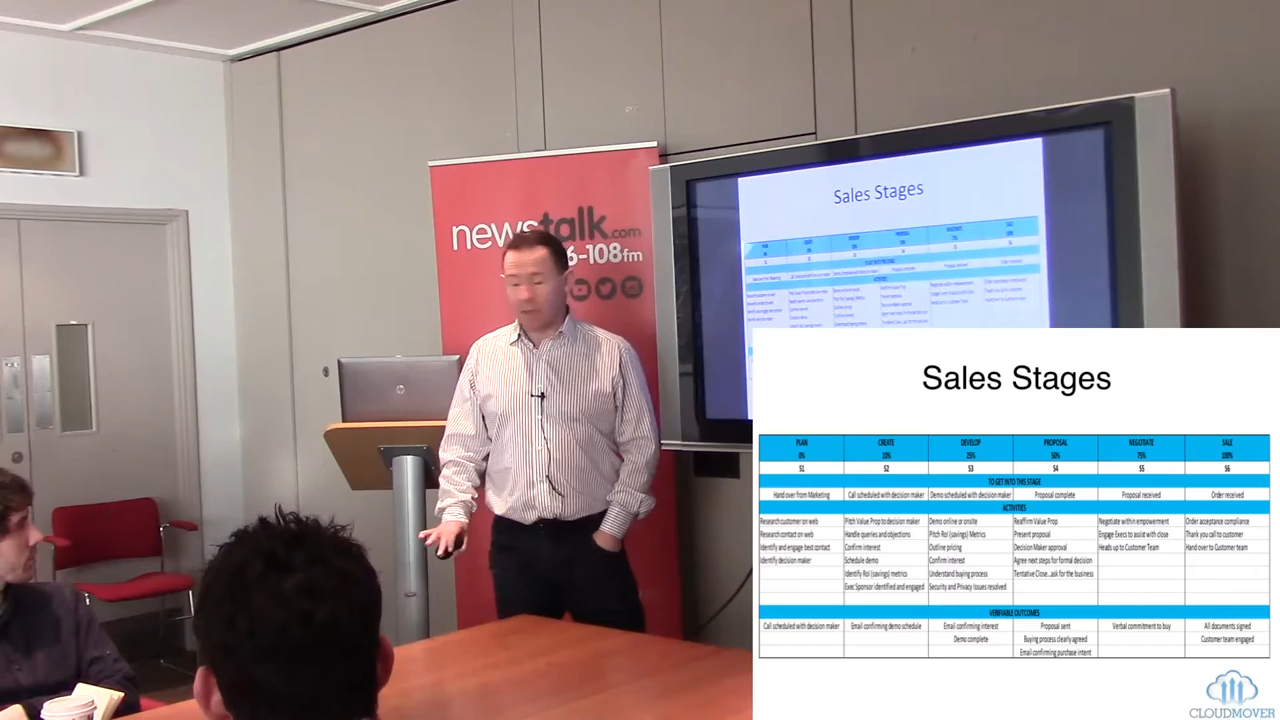 newstalk.com
6-108fm
Sales Stages
hp
Sales Stages
PLAN CREATE DEVELOP PROPOSAL NEGOTIATE SALE
0% 10% 25% 50% 75% 100%
S1 S2 S3 S4 S5 S6
TO GET INTO THIS STAGE
Hand over from Marketing Call scheduled with decision maker Demo scheduled with decision maker Proposal complete Proposal received Order received
ACTIVITIES
Research customer on web Pitch Value Prop to decision maker Demo online or onsite Reaffirm Value Prop Negotiate within empowerment Order acceptance compliance
Research contact on web Handle queries and objections Pitch RoI (savings) Metrics Present proposal Engage Execs to assist with close Thank you call to customer
Identify and engage best contact Confirm interest Outline pricing Decision Maker approval Heads up to Customer Team Hand over to Customer team
Identify decision maker Schedule demo Confirm interest Agree next steps for formal decision
Identify RoI (savings) metrics Understand buying process Tentative Close...ask for the business
Exec Sponsor identified and engaged Security and Privacy Issues resolved
VERIFIABLE OUTCOMES
Call scheduled with decision maker Email confirming demo schedule Email confirming interest Proposal sent Verbal commitment to buy All documents signed
Demo complete Buying process clearly agreed Customer team engaged
Email confirming purchase intent
CLOUDMOVER